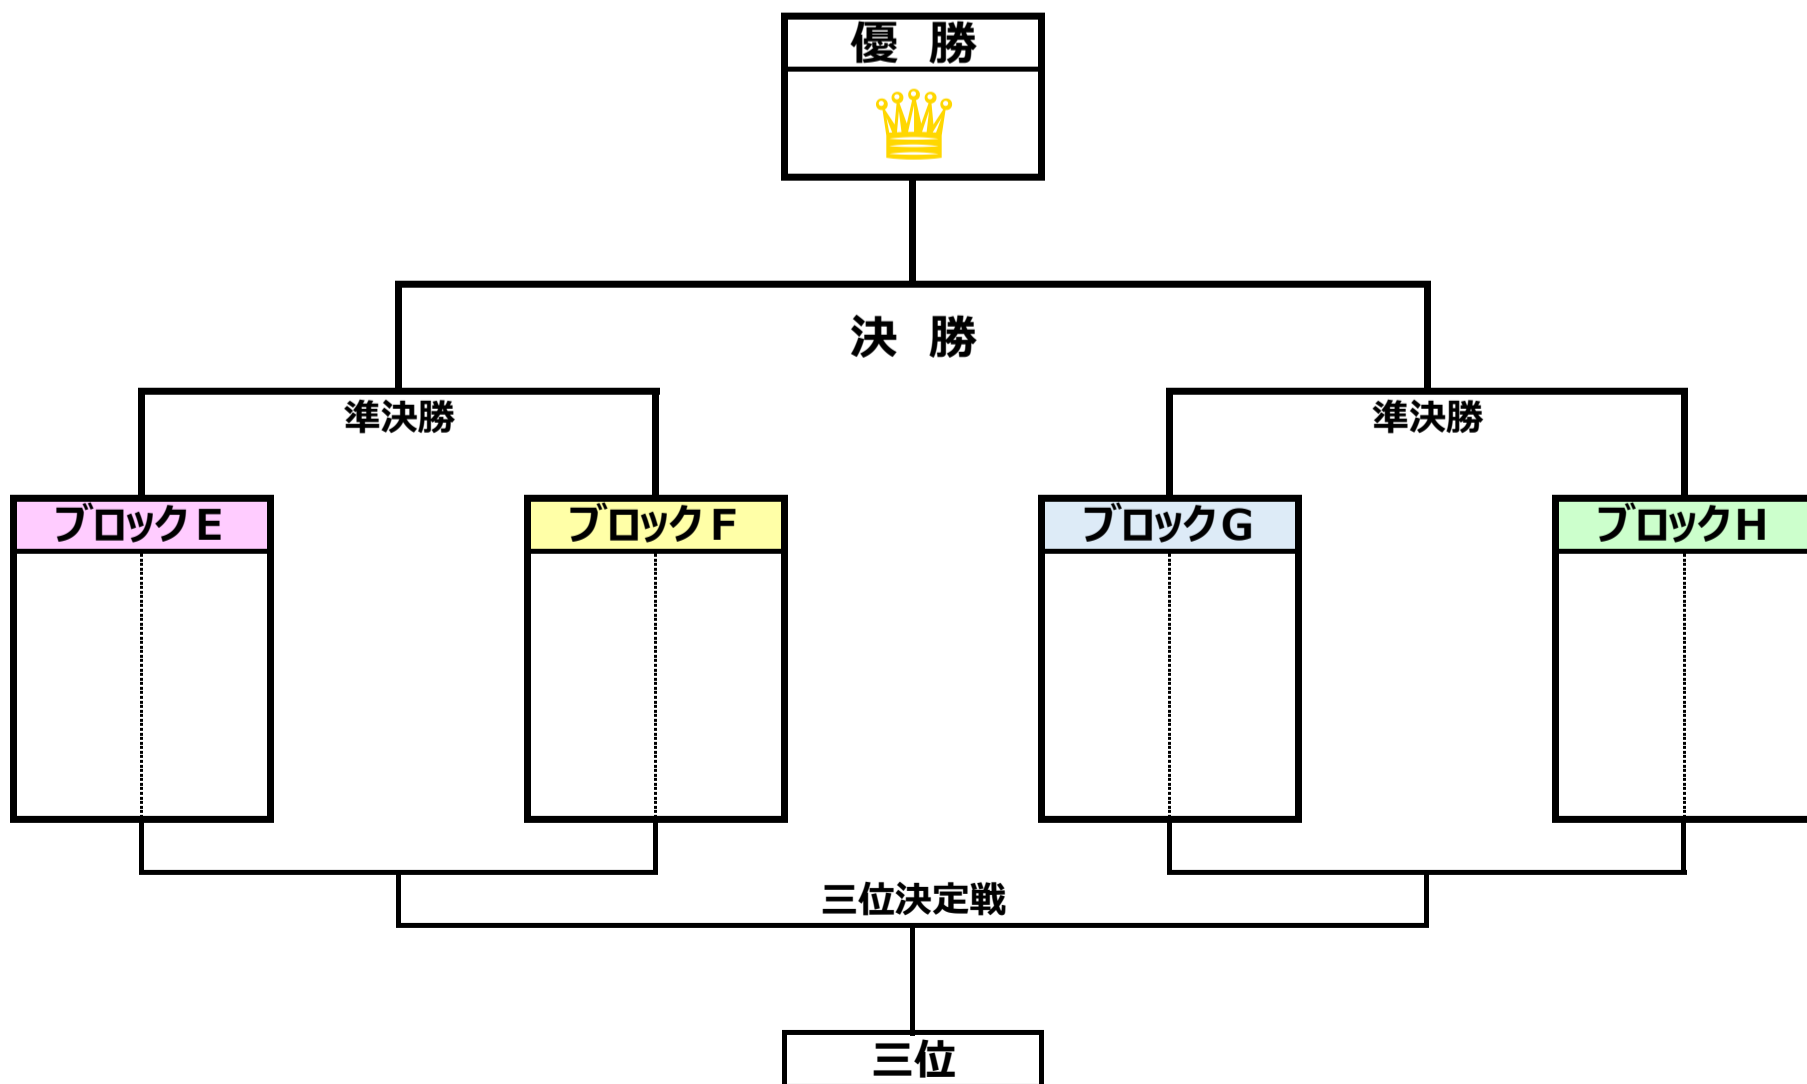 優 勝
決 勝
準決勝
準決勝
ブロックE
ブロックF
ブロックG
ブロックH
三位決定戦
三位